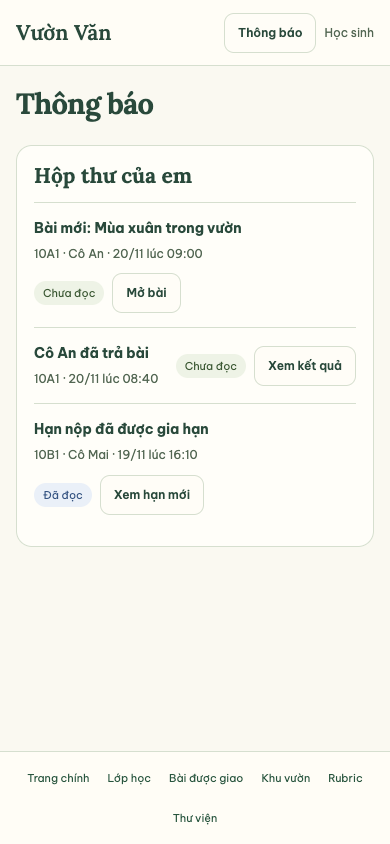 Vườn Văn
Thông báo
Học sinh
Thông báo
Hộp thư của em
Bài mới: Mùa xuân trong vườn
10A1 · Cô An · 20/11 lúc 09:00
Chưa đọc
Mở bài
Cô An đã trả bài
10A1 · 20/11 lúc 08:40
Chưa đọc
Xem kết quả
Hạn nộp đã được gia hạn
10B1 · Cô Mai · 19/11 lúc 16:10
Đã đọc
Xem hạn mới
Trang chính
Lớp học
Bài được giao
Khu vườn
Rubric
Thư viện